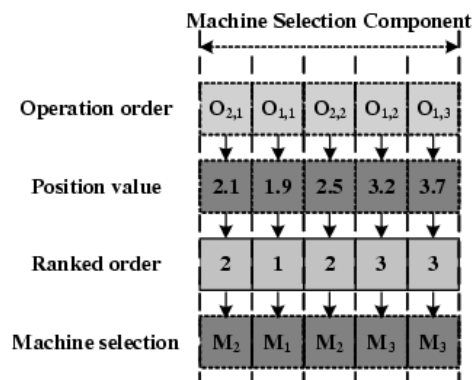 Machine Selection Component
Operation order O2,1 O1,1 O2,2 O1,2 O1,3
Position value 2.1 1.9 2.5 3.2 3.7
Ranked order 2 1 2 3 3
Machine selection M2 M1 M2 M3 M3